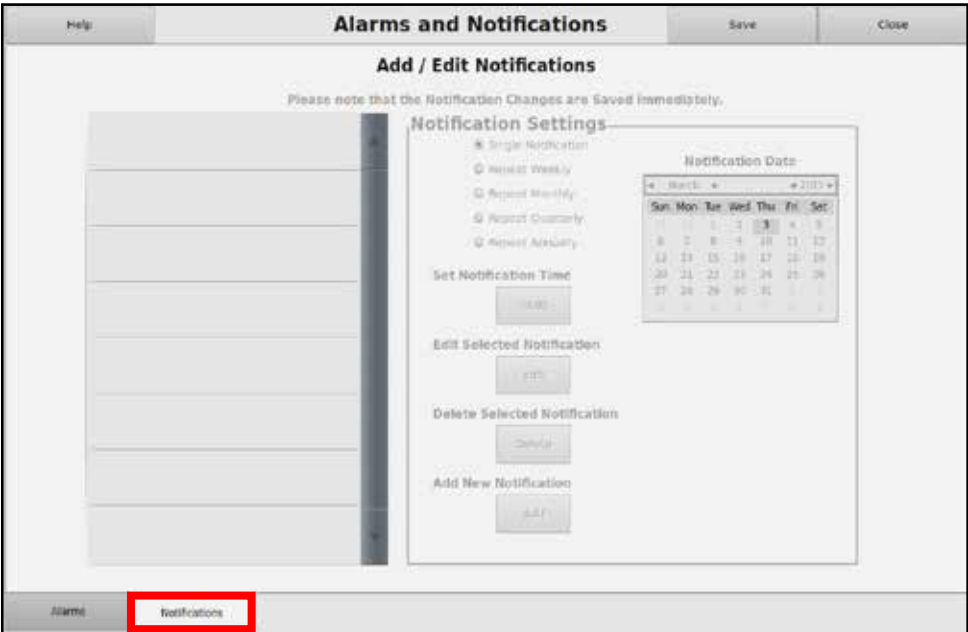 Help
Alarms and Notifications
Save
Close
Add / Edit Notifications
Please note that the Notification Changes are Saved Immediately.
Notification Settings
Single Notification
Repeat Weekly
Repeat Monthly
Repeat Quarterly
Repeat Annually
Notification Date
March
Sun Mon Tue Wed Thu Fri Sat
3
Set Notification Time
Edit Selected Notification
Edit
Delete Selected Notification
Delete
Add New Notification
Add
Alarms
Notifications